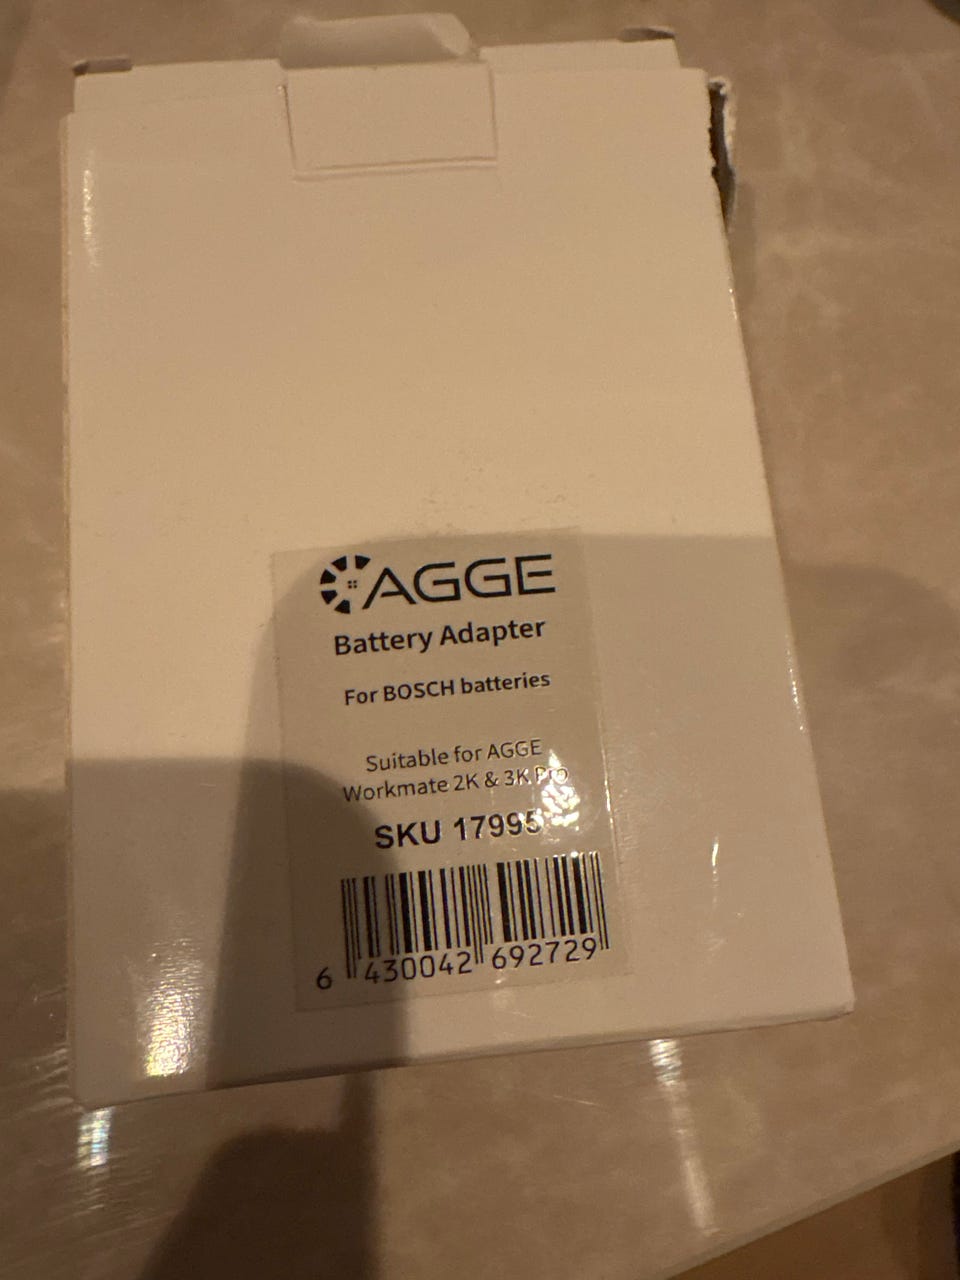 AGGE
Battery Adapter
For BOSCH batteries
Suitable for AGGE
Workmate 2K & 3K Pro
SKU 17995
6 430042 692729